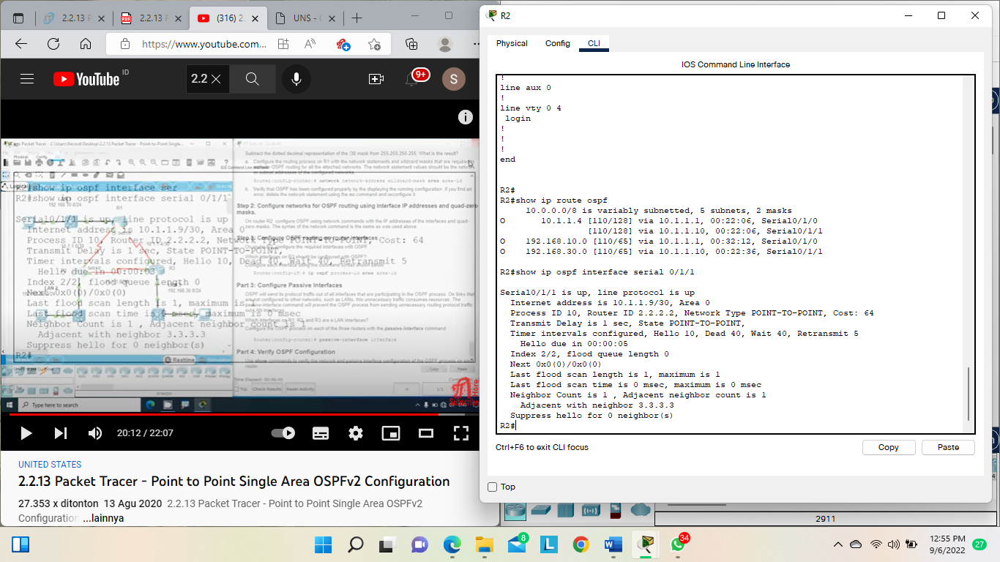 2.2.13 F
2.2.13 F
(316) 2.
UNS - C
https://www.youtube.com...
YouTube ID
2.2
9+
S
Subtract the dotted decimal representation of the /30 mask from 255.255.255.255. What is the result?
R2#show ip ospf interface serial 0/1/1
Serial0/1/1 is up, line protocol is up
Internet address is 10.1.1.9/30, Area 0
Process ID 10, Router ID 2.2.2.2, Network Type POINT-TO-POINT, Cost: 64
Transmit Delay is 1 sec, State POINT-TO-POINT,
Timer intervals configured, Hello 10, Dead 40, Wait 40, Retransmit 5
Hello due in 00:00:03
Index 2/2, flood queue length 0
Next 0x0(0)/0x0(0)
Last flood scan length is 1, maximum is 1
Last flood scan time is 0 msec, maximum is 0 msec
Neighbor Count is 1 , Adjacent neighbor count is 1
Adjacent with neighbor 3.3.3.3
Suppress hello for 0 neighbor(s)
R2#
Step 2: Configure networks for OSPF routing using interface IP addresses and quad-zero
masks.
Part 3: Configure Passive Interfaces
Part 4: Verify OSPF Configuration
Realtime
Type here to search
20:12 / 22:07
UNITED STATES
2.2.13 Packet Tracer - Point to Point Single Area OSPFv2 Configuration
27.353 x ditonton 13 Agu 2020 2.2.13 Packet Tracer - Point to Point Single Area OSPFv2
Configuration ...lainnya
R2
Physical Config CLI
IOS Command Line Interface
!
line aux 0
!
line vty 0 4
login
!
!
!
end
R2#
R2#show ip route ospf
10.0.0.0/8 is variably subnetted, 5 subnets, 2 masks
O 10.1.1.4 [110/128] via 10.1.1.1, 00:22:06, Serial0/1/0
[110/128] via 10.1.1.10, 00:22:06, Serial0/1/1
O 192.168.10.0 [110/65] via 10.1.1.1, 00:32:12, Serial0/1/0
O 192.168.30.0 [110/65] via 10.1.1.10, 00:22:36, Serial0/1/1
R2#show ip ospf interface serial 0/1/1
Serial0/1/1 is up, line protocol is up
Internet address is 10.1.1.9/30, Area 0
Process ID 10, Router ID 2.2.2.2, Network Type POINT-TO-POINT, Cost: 64
Transmit Delay is 1 sec, State POINT-TO-POINT,
Timer intervals configured, Hello 10, Dead 40, Wait 40, Retransmit 5
Hello due in 00:00:05
Index 2/2, flood queue length 0
Next 0x0(0)/0x0(0)
Last flood scan length is 1, maximum is 1
Last flood scan time is 0 msec, maximum is 0 msec
Neighbor Count is 1 , Adjacent neighbor count is 1
Adjacent with neighbor 3.3.3.3
Suppress hello for 0 neighbor(s)
R2#
Ctrl+F6 to exit CLI focus
Copy
Paste
Top
2911
8
34
12:55 PM
9/6/2022
27